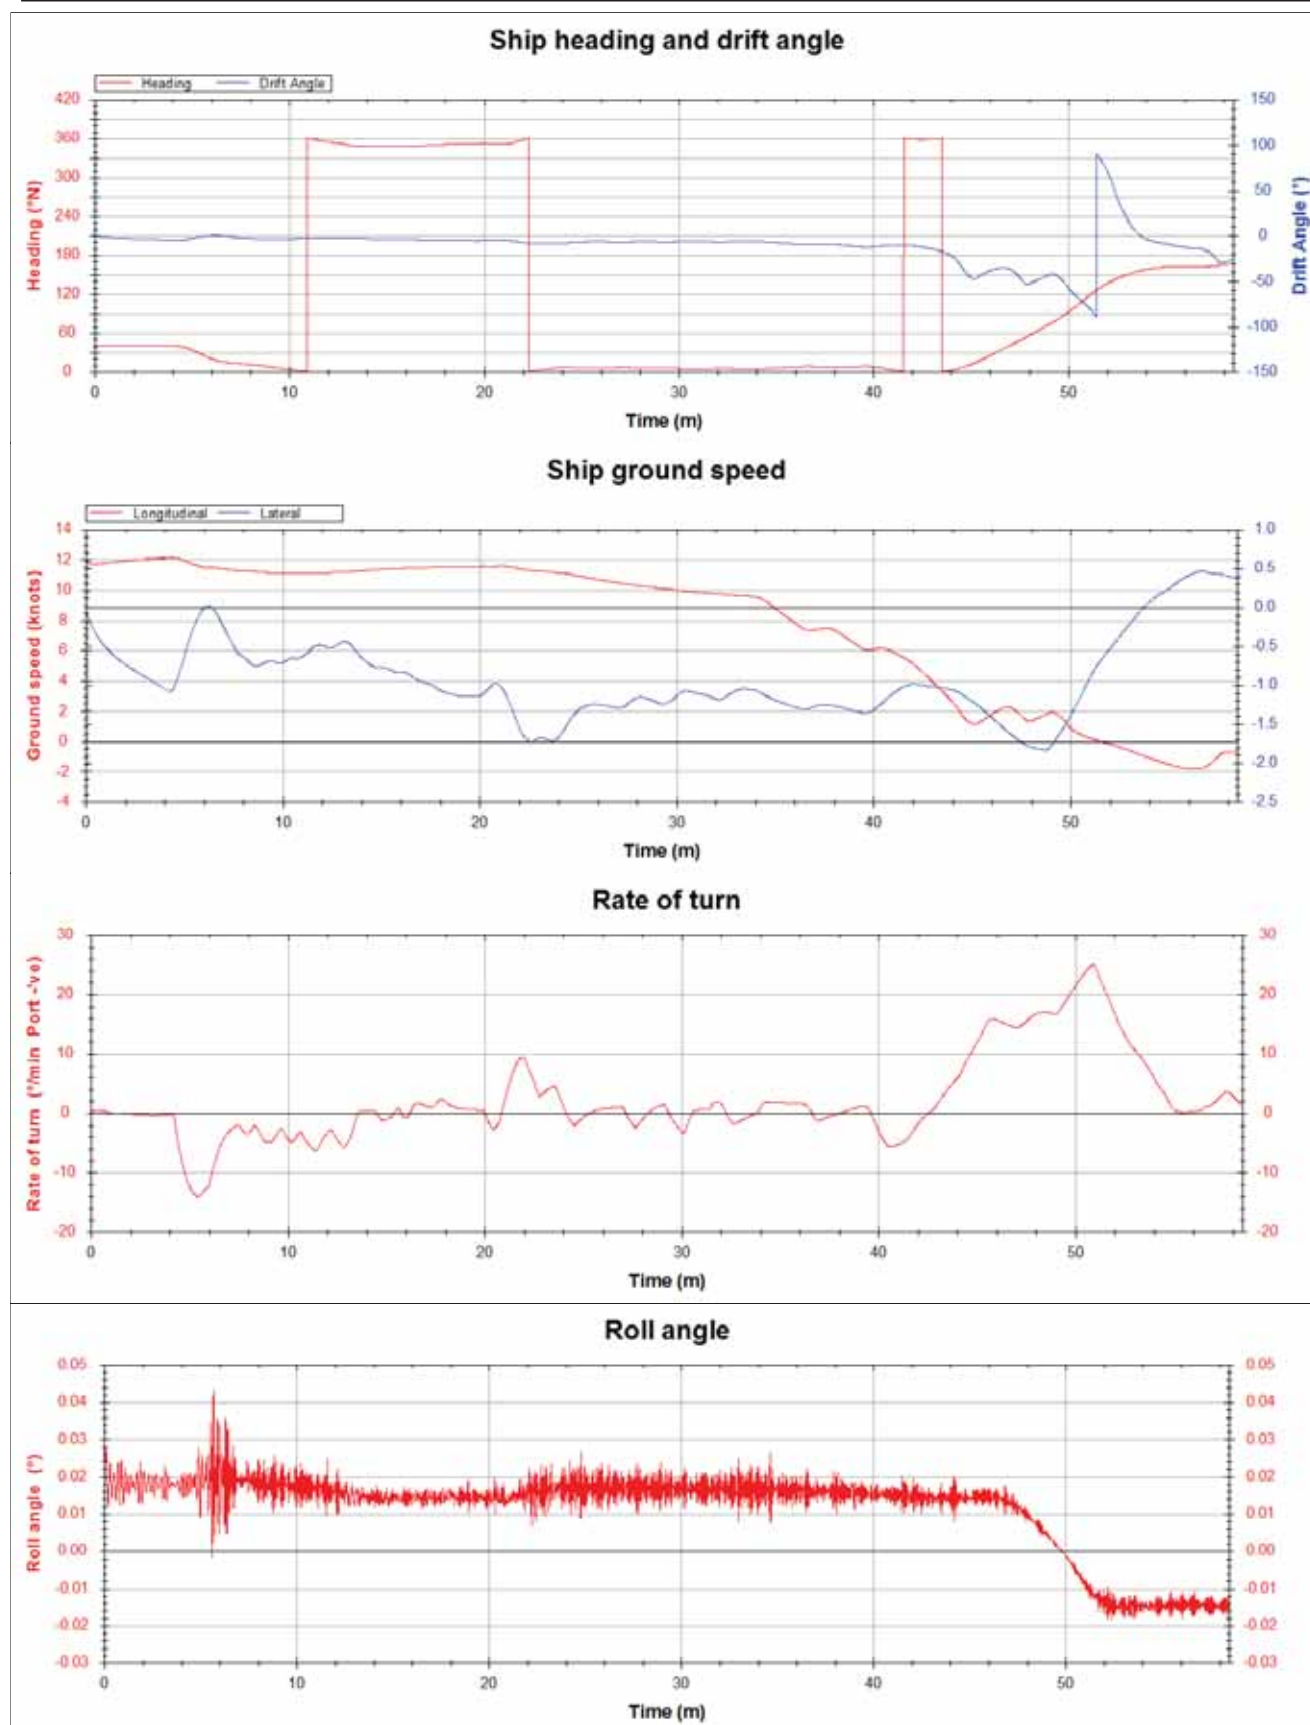 Ship heading and drift angle
Heading Drift Angle
420 150
360 100
300 50
240 0
180 -50
120 -100
60 -150
0
Heading (°N)
Drift Angle (°)
0 10 20 30 40 50
Time (m)
Ship ground speed
Longitudinal Lateral
14 1.0
12 0.5
10 0.0
8 -0.5
6 -1.0
4 -1.5
2 -2.0
0 -2.5
-2
-4
Ground speed (knots)
0 10 20 30 40 50
Time (m)
Rate of turn
30 30
20 20
10 10
0 0
-10 -10
-20 -20
Rate of turn (°/min Port -'ve)
0 10 20 30 40 50
Time (m)
Roll angle
0.05 0.05
0.04 0.04
0.03 0.03
0.02 0.02
0.01 0.01
0.00 0.00
-0.01 -0.01
-0.02 -0.02
-0.03 -0.03
Roll angle (°)
0 10 20 30 40 50
Time (m)